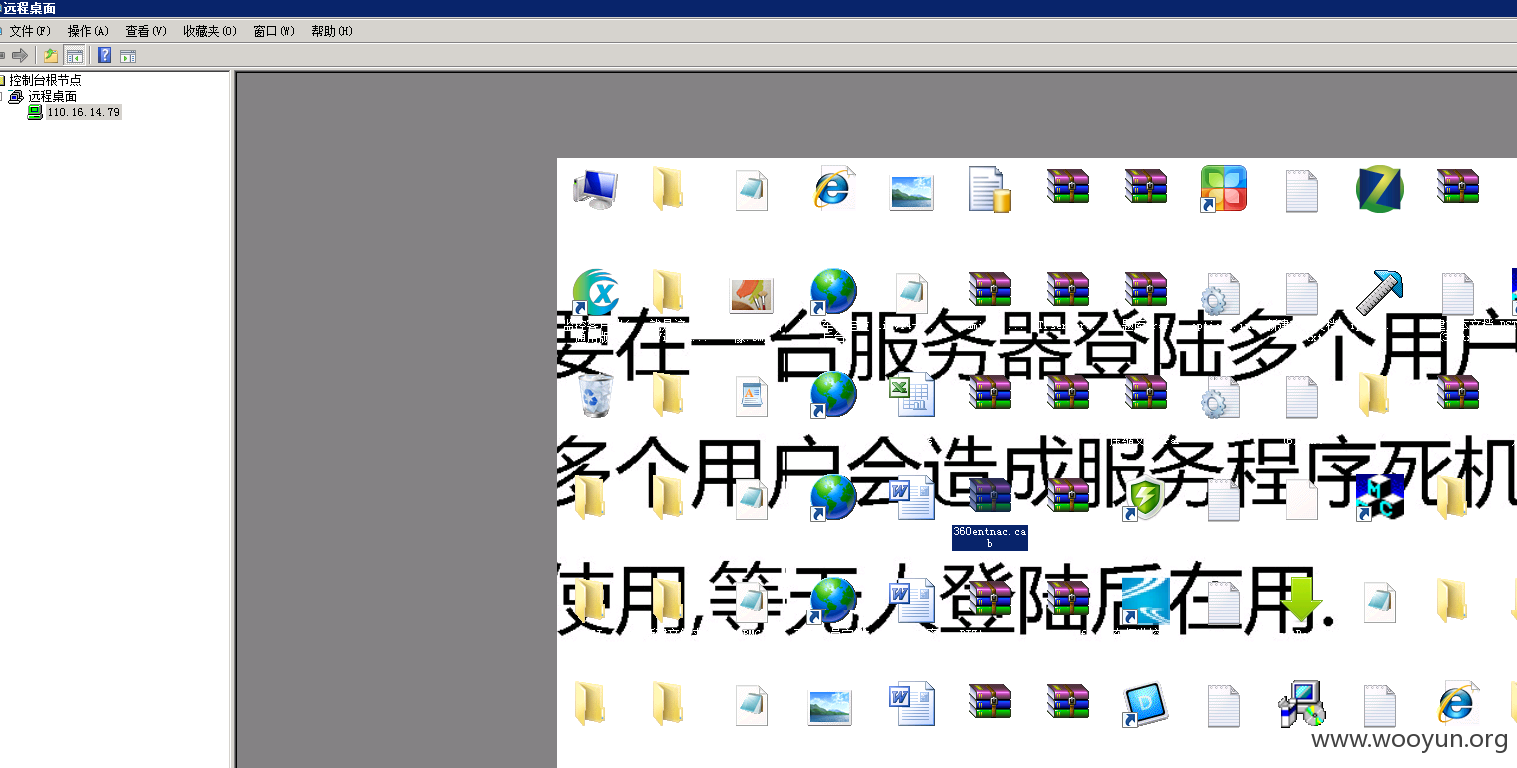 远程桌面
文件(F) 操作(A) 查看(V) 收藏夹(O) 窗口(W) 帮助(H)
控制台根节点
远程桌面
110.16.14.79
要在一台服务器登陆多个用户
多个用户会造成服务程序死机
360entnac.ca
b
使用,等无人登陆后在用.
www.wooyun.org